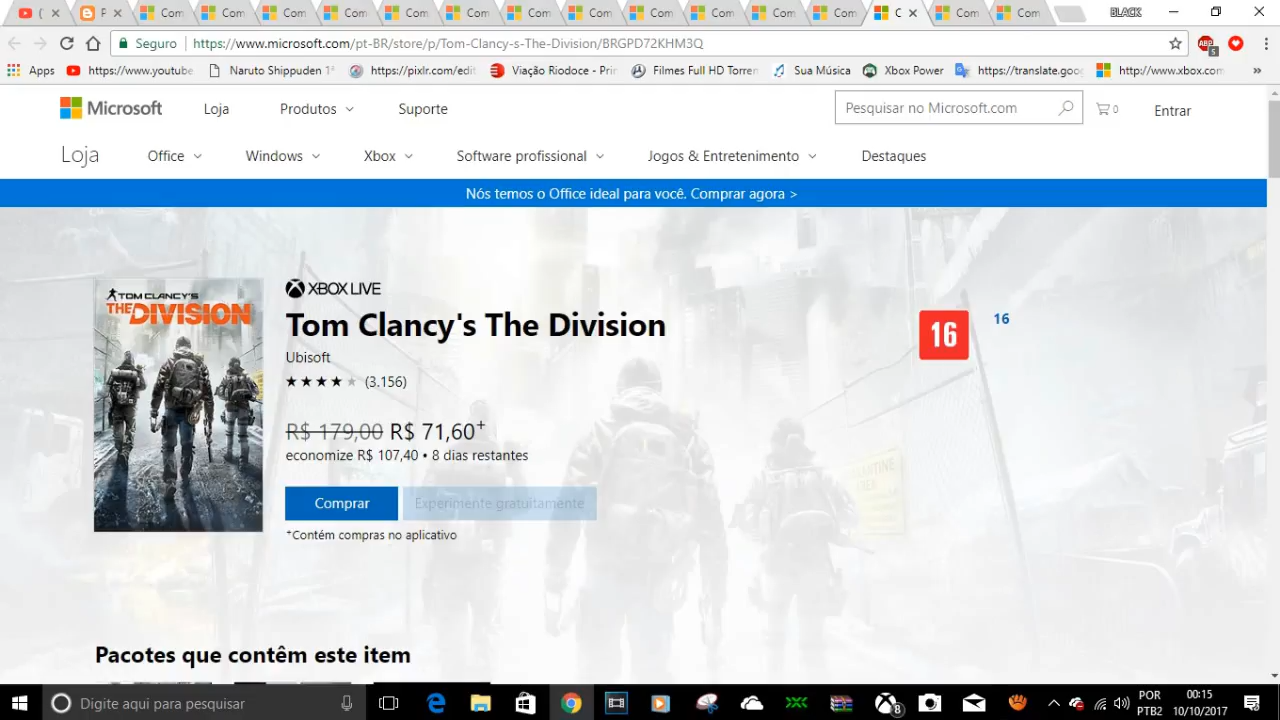 (
P
Com
Com
Com
Com
Com
Com
Com
Com
Com
Com
Com
Com
C
Com
Com
BLACK
Seguro
https://www.microsoft.com/pt-BR/store/p/Tom-Clancy-s-The-Division/BRGPD72KHM3Q
ABP
5
Apps
https://www.youtube
Naruto Shippuden 1ª
https://pixlr.com/edit
Viação Riodoce - Prin
Filmes Full HD Torren
Sua Música
Xbox Power
https://translate.goog
http://www.xbox.com
»
Microsoft
Loja
Produtos
Suporte
Pesquisar no Microsoft.com
0
Entrar
Loja
Office
Windows
Xbox
Software profissional
Jogos & Entretenimento
Destaques
Nós temos o Office ideal para você. Comprar agora >
TOM CLANCY'S
THE DIVISION
XBOX LIVE
Tom Clancy's The Division
16
16
Ubisoft
(3.156)
R$ 179,00 R$ 71,60+
economize R$ 107,40 • 8 dias restantes
Comprar
Experimente gratuitamente
+Contém compras no aplicativo
Pacotes que contêm este item
Digite aqui para pesquisar
8
POR
PTB2
00:15
10/10/2017